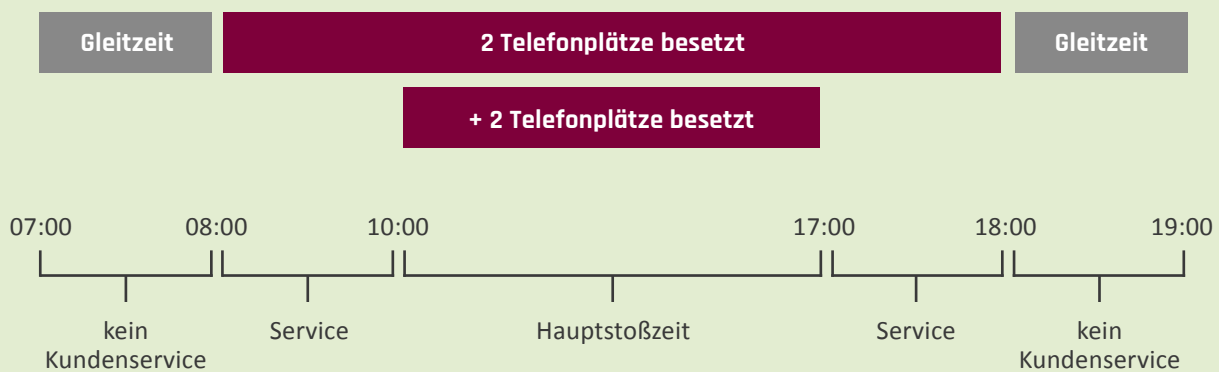 Gleitzeit 2 Telefonplätze besetzt Gleitzeit
+ 2 Telefonplätze besetzt
07:00 08:00 10:00 17:00 18:00 19:00
kein Service Hauptstoßzeit Service kein
Kundenservice Kundenservice